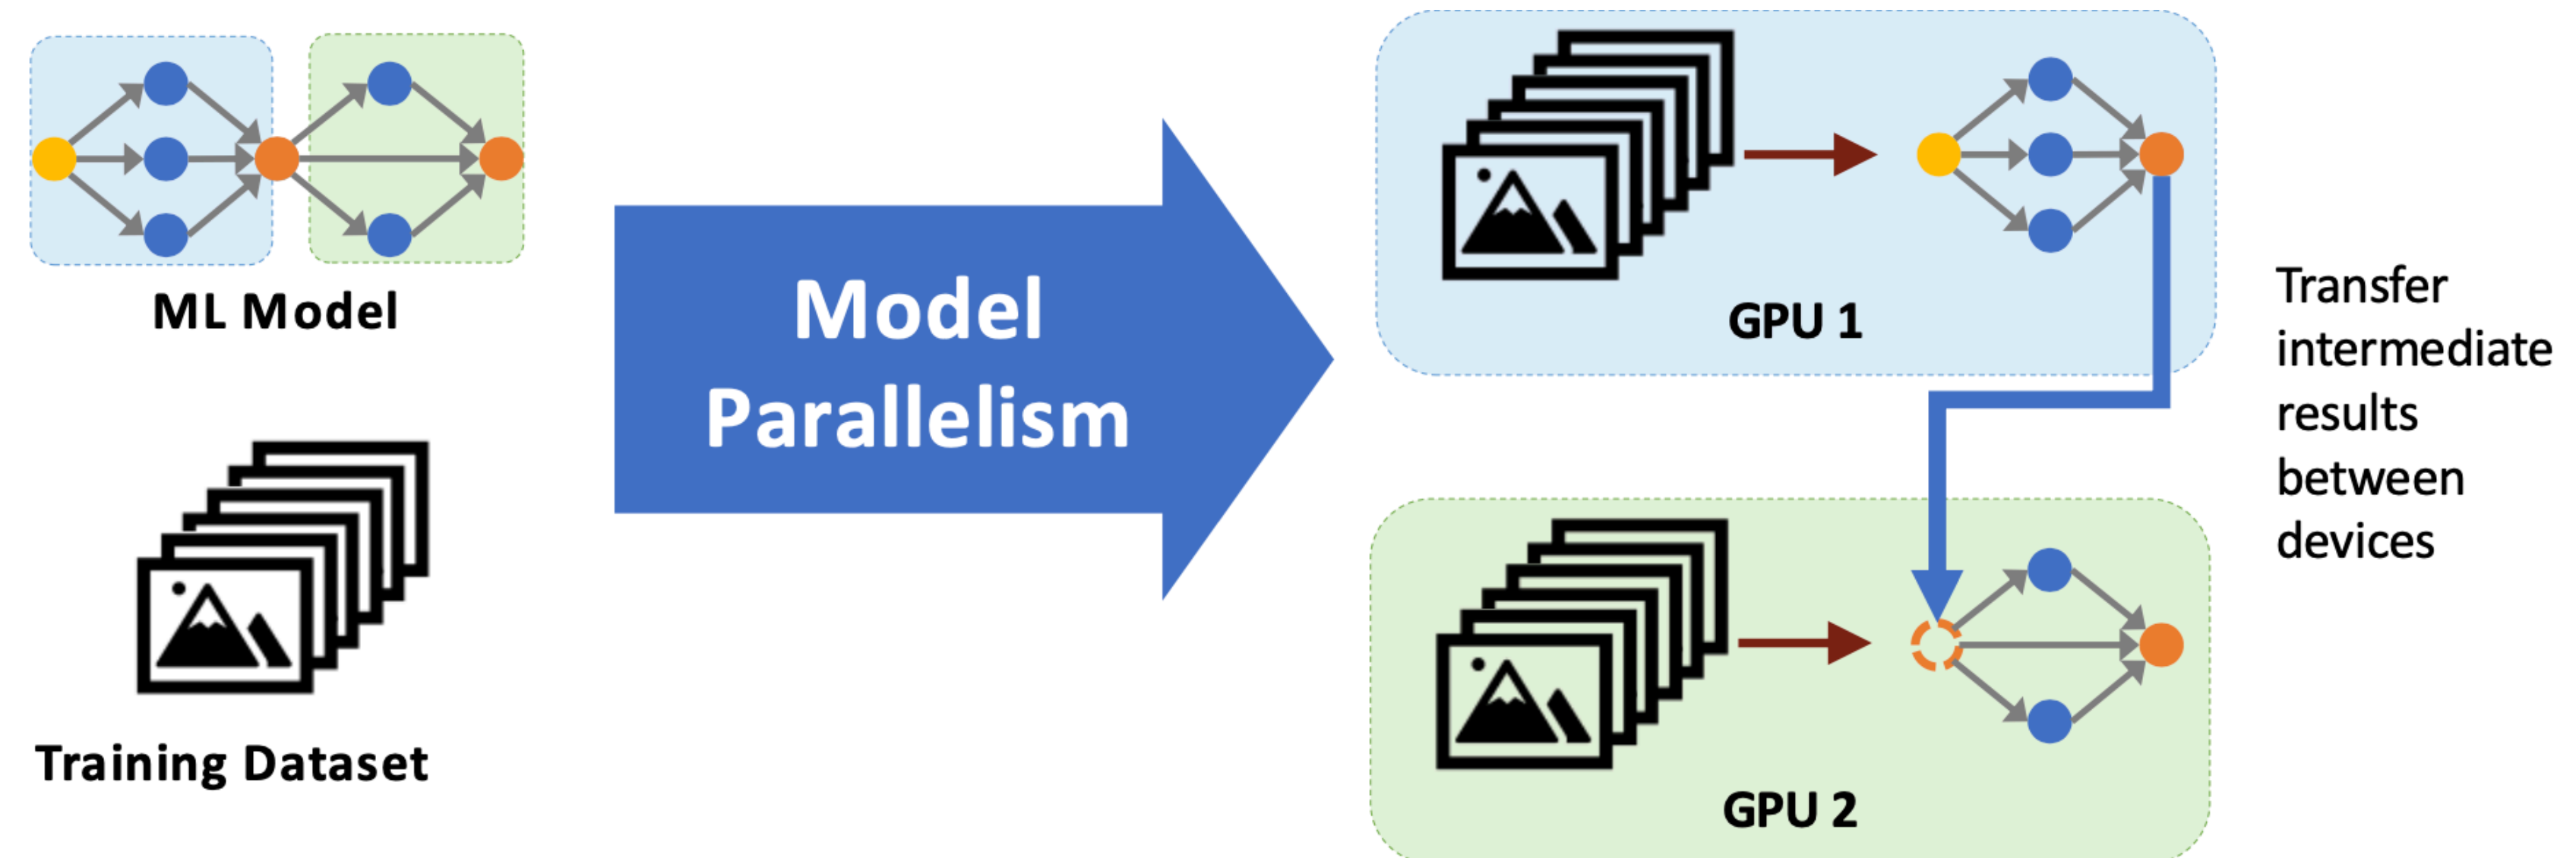 ML Model
Training Dataset
Model
Parallelism
GPU 1
GPU 2
Transfer
intermediate
results
between
devices